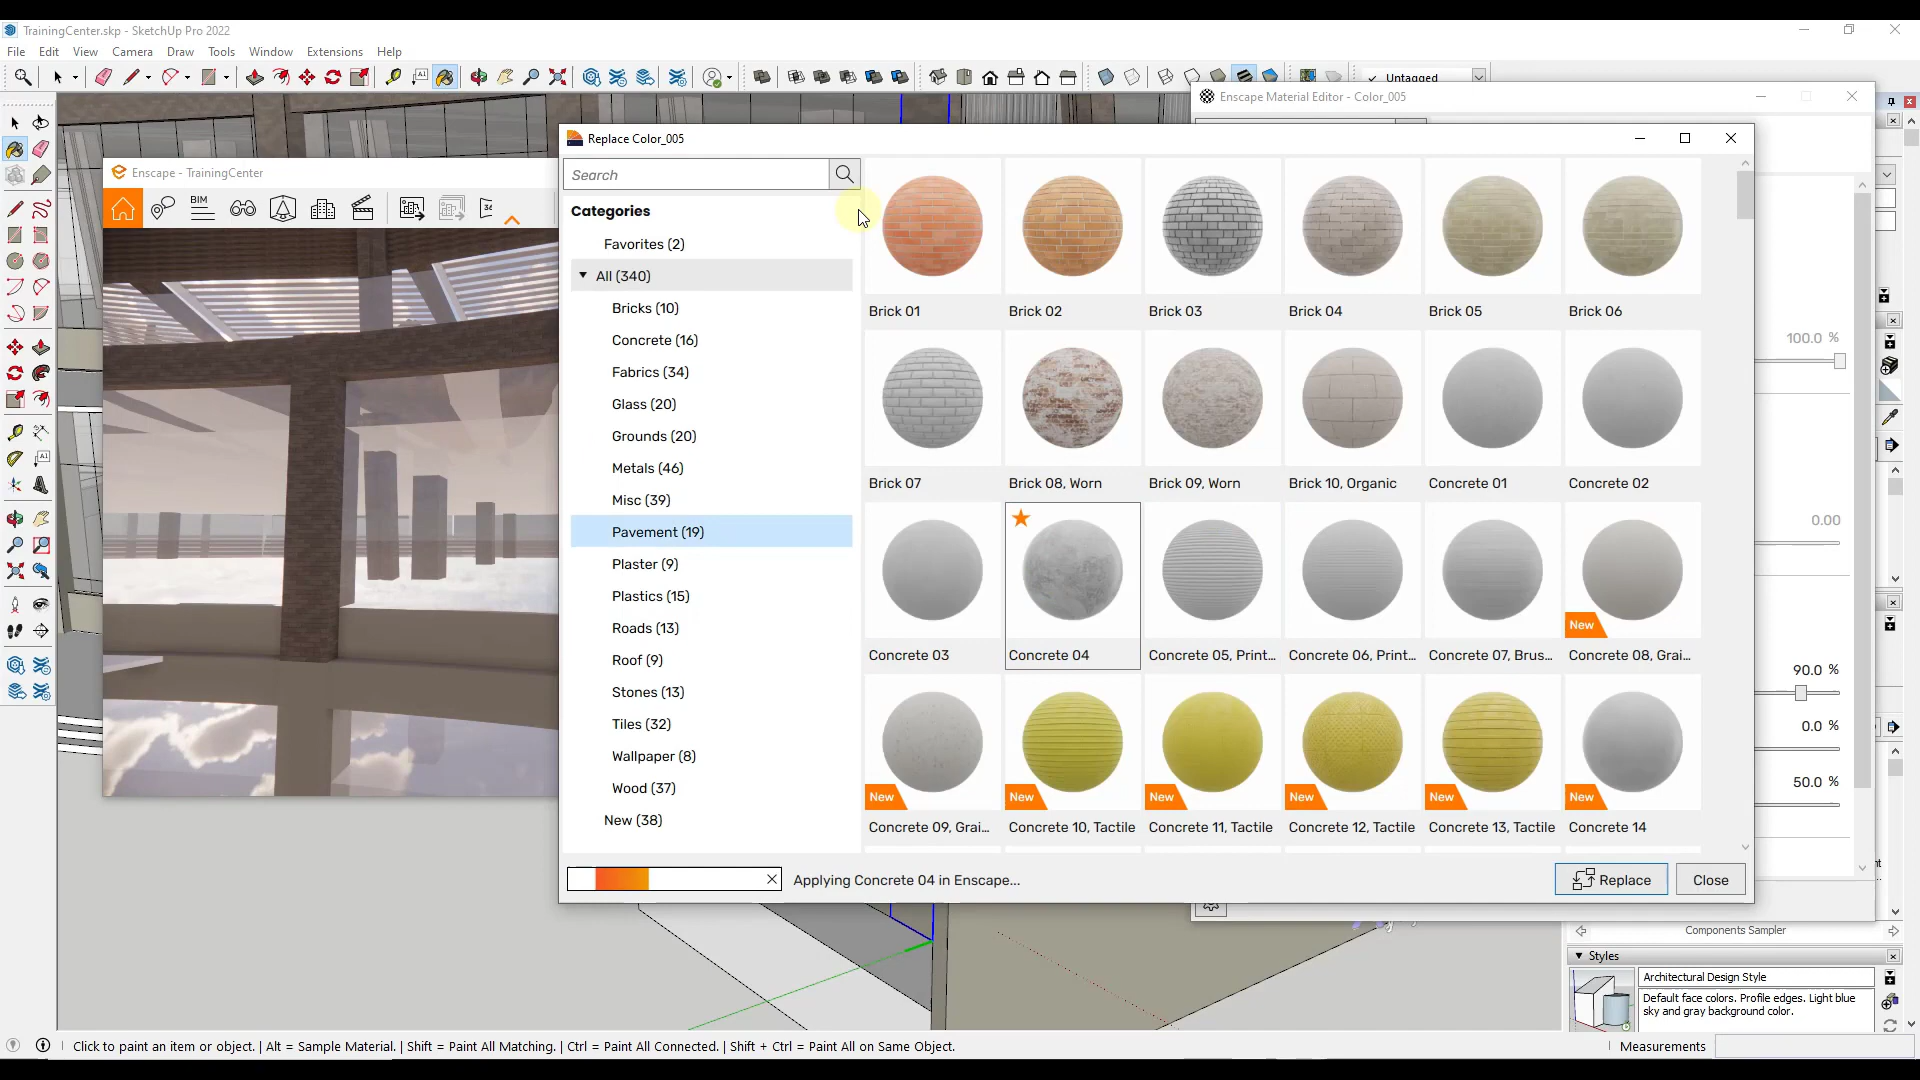 TrainingCenter.skp - SketchUp Pro 2022
File Edit View Camera Draw Tools Window Extensions Help
Untagged
Enscape Material Editor - Color_005
Replace Color_005
Enscape - TrainingCenter
BIM
Search
Categories
Favorites (2)
All (340)
Bricks (10)
Concrete (16)
Fabrics (34)
Glass (20)
Grounds (20)
Metals (46)
Misc (39)
Pavement (19)
Plaster (9)
Plastics (15)
Roads (13)
Roof (9)
Stones (13)
Tiles (32)
Wallpaper (8)
Wood (37)
New (38)
Brick 01
Brick 02
Brick 03
Brick 04
Brick 05
Brick 06
Brick 07
Brick 08, Worn
Brick 09, Worn
Brick 10, Organic
Concrete 01
Concrete 02
New
Concrete 03
Concrete 04
Concrete 05, Print...
Concrete 06, Print...
Concrete 07, Brus...
Concrete 08, Grai...
New
New
New
New
New
New
Concrete 09, Grai...
Concrete 10, Tactile
Concrete 11, Tactile
Concrete 12, Tactile
Concrete 13, Tactile
Concrete 14
Applying Concrete 04 in Enscape...
Replace
Close
100.0 %
0.00
90.0 %
0.0 %
50.0 %
Components Sampler
Styles
Architectural Design Style
Default face colors. Profile edges. Light blue
sky and gray background color.
Click to paint an item or object. | Alt = Sample Material. | Shift = Paint All Matching. | Ctrl = Paint All Connected. | Shift + Ctrl = Paint All on Same Object.
Measurements